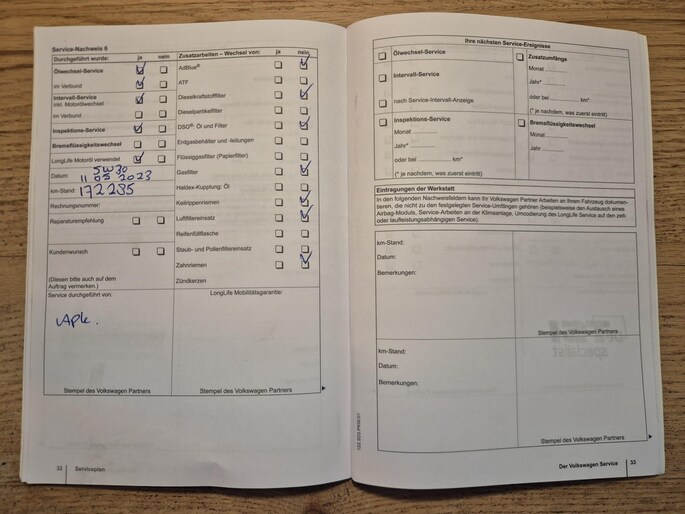 Service-Nachweis 6
Durchgeführt wurde: ja nein
Ölwechsel-Service
im Verbund
Intervall-Service
inkl. Motorölwechsel
im Verbund
Inspektions-Service
Bremsflüssigkeitswechsel
LongLife Motoröl verwendet
5W30
Datum: 11 05 2023
km-Stand: 172235
Rechnungsnummer:
Reparaturempfehlung
Kundenwunsch
(Diesen bitte auch auf dem
Auftrag vermerken.)
Service durchgeführt von:
Apk.
Stempel des Volkswagen Partners
Zusatzarbeiten – Wechsel von: ja nein
AdBlue®
ATF
Dieselkraftstofffilter
Dieselpartikelfilter
DSG®: Öl und Filter
Erdgasbehälter und -leitungen
Flüssiggasfilter (Papierfilter)
Gasfilter
Haldex-Kupplung: Öl
Keilrippenriemen
Luftfiltereinsatz
Reifenfüllflasche
Staub- und Pollenfiltereinsatz
Zahnriemen
Zündkerzen
LongLife Mobilitätsgarantie:
Stempel des Volkswagen Partners
32 Serviceplan
Ihre nächsten Service-Ereignisse
Ölwechsel-Service
Intervall-Service
nach Service-Intervall-Anzeige
Inspektions-Service
Monat
Jahr*
oder bei km*
(* je nachdem, was zuerst eintritt)
Zusatzumfänge
Monat
Jahr*
oder bei km*
(* je nachdem, was zuerst eintritt)
Bremsflüssigkeitswechsel
Monat
Jahr
Eintragungen der Werkstatt
In den folgenden Nachweisfeldern kann Ihr Volkswagen Partner Arbeiten an Ihrem Fahrzeug dokumen-
tieren, die nicht zu den festgelegten Service-Umfängen gehören (beispielsweise den Austausch eines
Airbag-Moduls, Service-Arbeiten an der Klimaanlage, Umcodierung des LongLife Service auf den zeit-
oder laufleistungsabhängigen Service).
km-Stand:
Datum:
Bemerkungen:
Stempel des Volkswagen Partners
km-Stand:
Datum:
Bemerkungen:
Stempel des Volkswagen Partners
Der Volkswagen Service 33